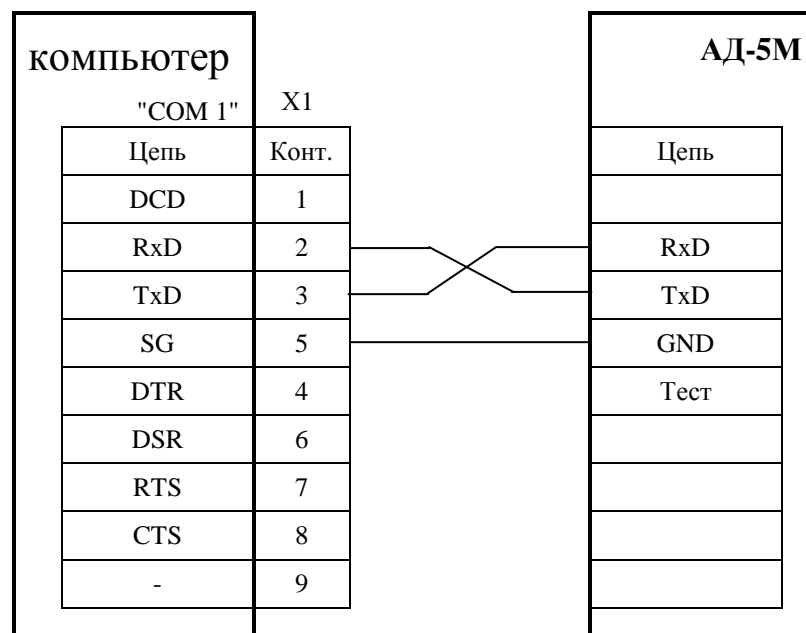 компьютер АД-5М
"COM 1" X1
Цепь Конт. Цепь
DCD 1
RxD 2 RxD
TxD 3 TxD
SG 5 GND
DTR 4 Тест
DSR 6
RTS 7
CTS 8
- 9